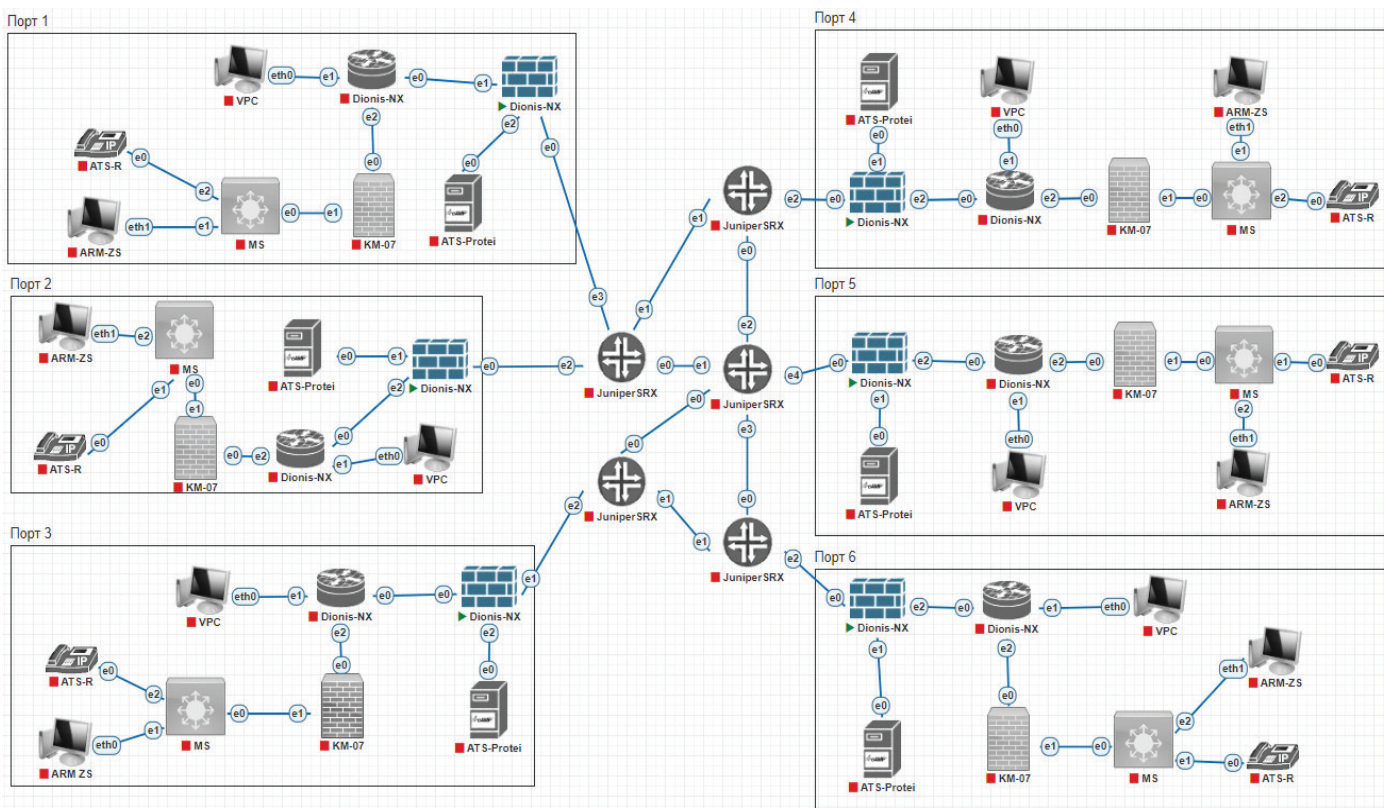 Порт 1
eth0
e1
e0
e1
VPC
Dionis-NX
Dionis-NX
e2
e2
e0
IP
ATS-R
e0
e0
e2
e0
e1
eth1
e1
ARM-ZS
MS
KM-07
ATS-Protei
e3
Порт 2
ARM-ZS
eth1
e2
MS
e0
e1
e1
ATS-Protei
e0
e1
Dionis-NX
e2
e0
e2
IP
ATS-R
e0
KM-07
e0
e2
Dionis-NX
e0
e1
eth0
VPC
Порт 3
VPC
eth0
e1
Dionis-NX
e0
e0
Dionis-NX
e1
e2
e0
e2
e0
IP
ATS-R
e0
e2
MS
e0
e1
KM-07
ATS-Protei
ARM ZS
eth0
e1
JuniperSRX
e1
e2
e0
e1
JuniperSRX
e0
e1
e2
JuniperSRX
e4
e0
e0
e3
JuniperSRX
e2
e1
e0
e1
JuniperSRX
e2
Порт 4
ATS-Protei
e0
e1
VPC
eth0
e1
ARM-ZS
eth1
e1
e0
Dionis-NX
e2
e0
Dionis-NX
e2
e0
KM-07
e1
e0
MS
e2
e0
IP
ATS-R
Порт 5
e0
Dionis-NX
e2
e0
Dionis-NX
e2
e0
KM-07
e1
e0
MS
e1
e0
IP
ATS-R
e1
e0
e1
eth0
e2
eth1
ATS-Protei
VPC
ARM-ZS
Порт 6
e0
Dionis-NX
e2
e0
Dionis-NX
e1
eth0
VPC
e1
e0
e2
e0
eth1
ARM-ZS
ATS-Protei
KM-07
e1
e0
MS
e2
e1
e0
IP
ATS-R